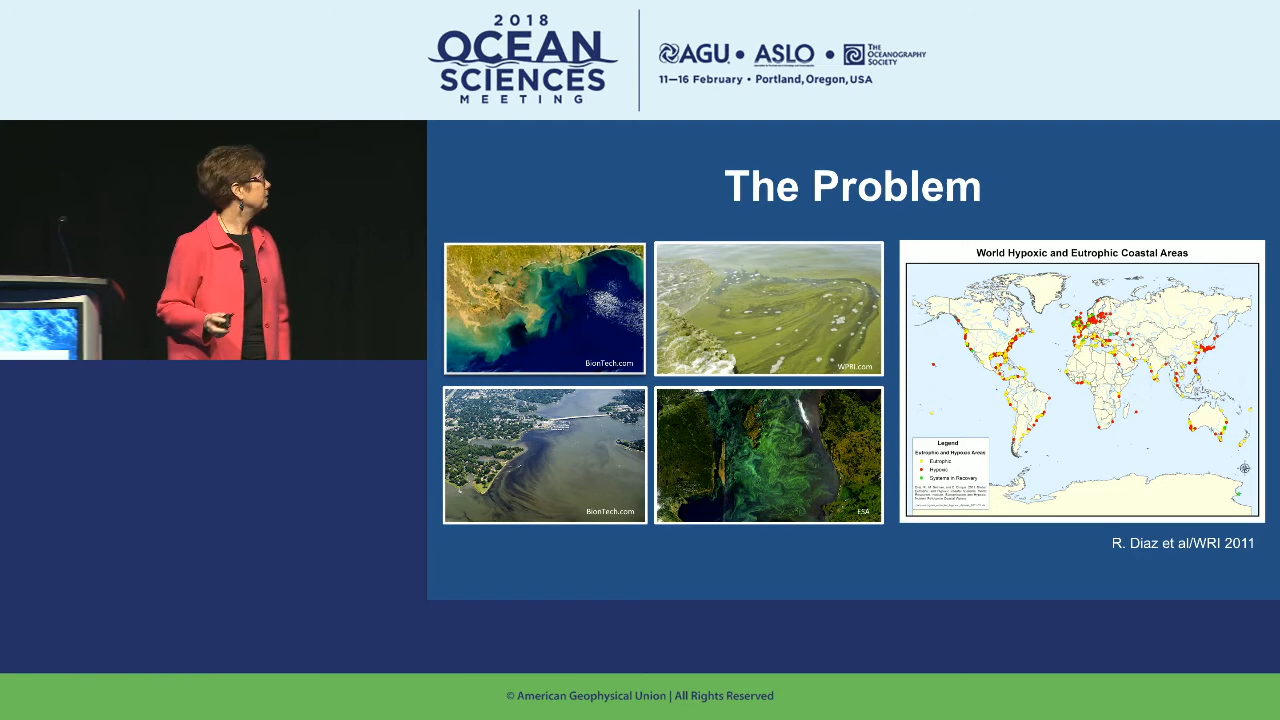 2018
OCEAN
SCIENCES
MEETING
AGU • ASLO • THE OCEANOGRAPHY SOCIETY
11–16 February • Portland, Oregon, USA
The Problem
BionTech.com
WPRI.com
BionTech.com
ESA
World Hypoxic and Eutrophic Coastal Areas
Legend
Eutrophic and Hypoxic Areas
Eutrophic
Hypoxic
Systems in Recovery
R. Diaz et al/WRI 2011
© American Geophysical Union | All Rights Reserved